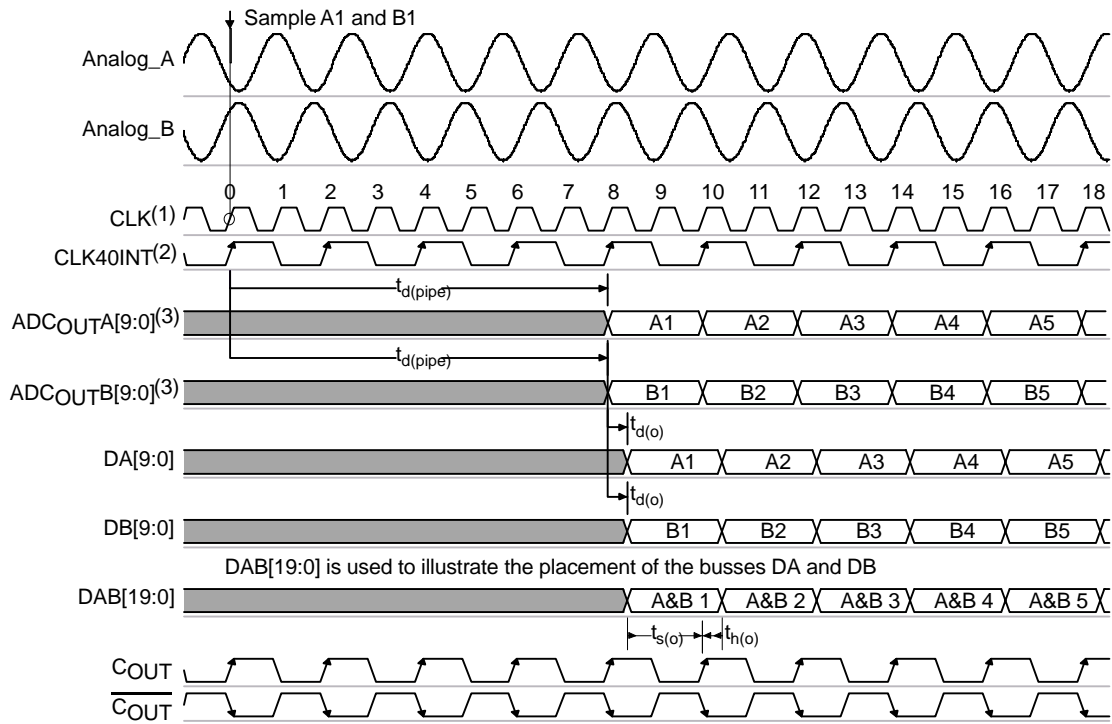 Sample A1 and B1
Analog_A
Analog_B
0 1 2 3 4 5 6 7 8 9 10 11 12 13 14 15 16 17 18
CLK(1)
CLK40INT(2)
td(pipe)
ADCOUTA[9:0](3) A1 A2 A3 A4 A5
td(pipe)
ADCOUTB[9:0](3) B1 B2 B3 B4 B5
td(o)
DA[9:0] A1 A2 A3 A4 A5
td(o)
DB[9:0] B1 B2 B3 B4 B5
DAB[19:0] is used to illustrate the placement of the busses DA and DB
DAB[19:0] A&B 1 A&B 2 A&B 3 A&B 4 A&B 5
ts(o) th(o)
COUT
COUT